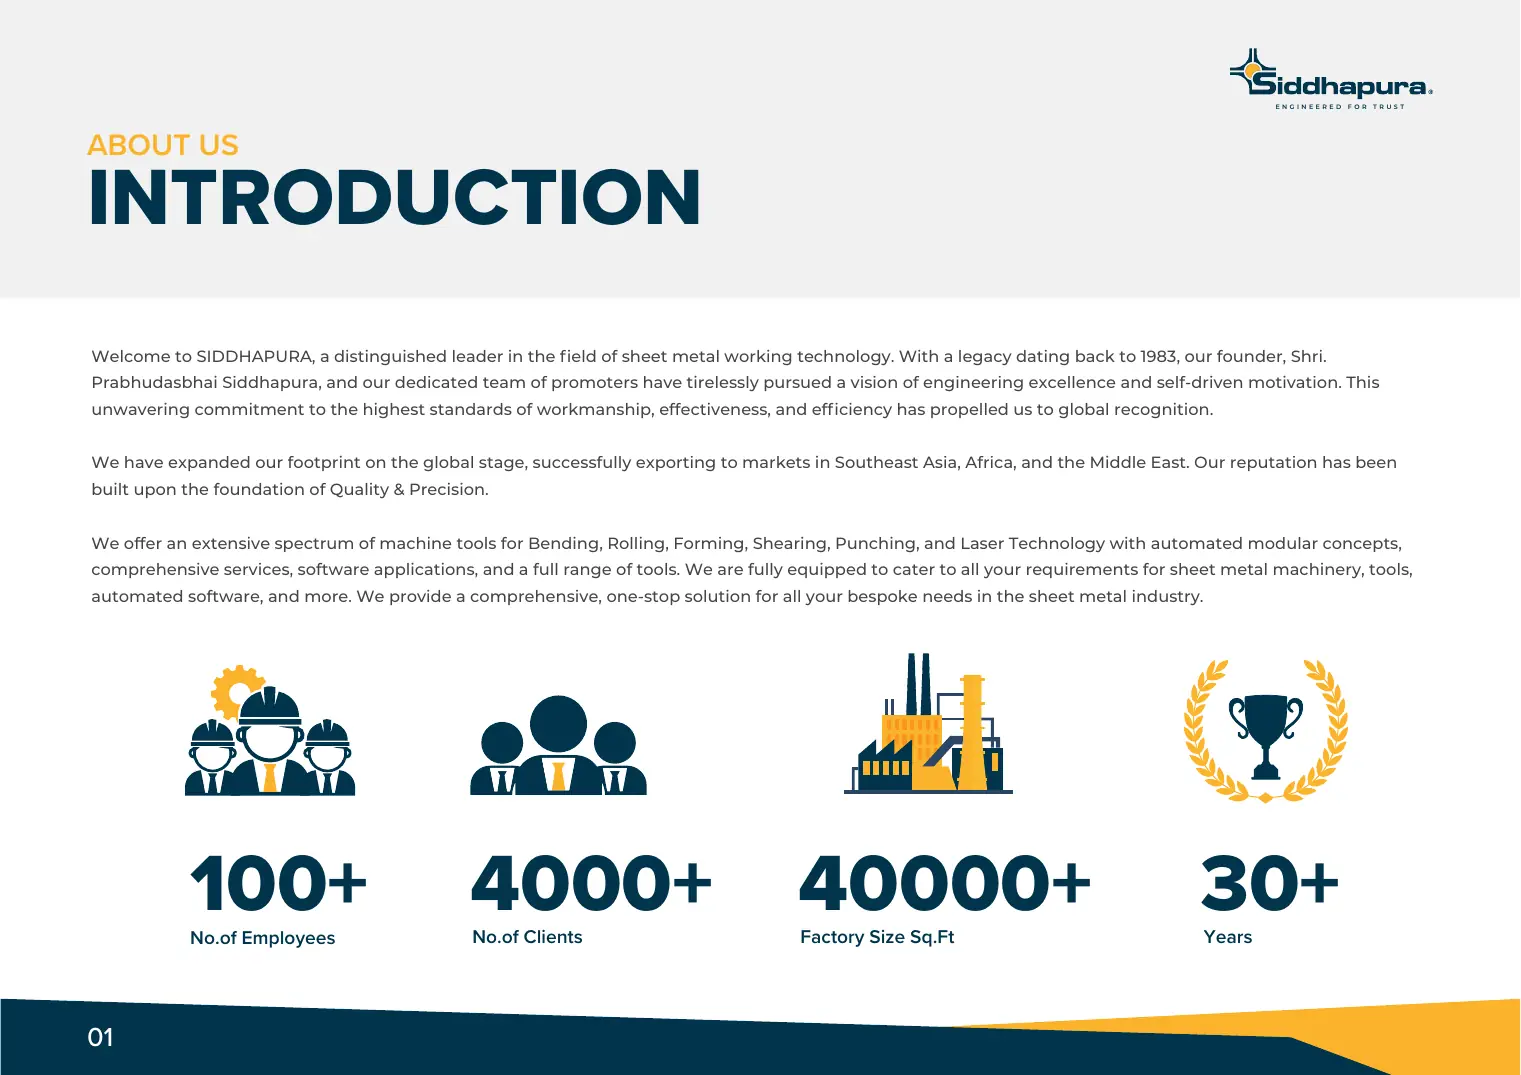 Siddhapura®
ENGINEERED FOR TRUST
ABOUT US
INTRODUCTION
Welcome to SIDDHAPURA, a distinguished leader in the field of sheet metal working technology. With a legacy dating back to 1983, our founder, Shri.
Prabhudasbhai Siddhapura, and our dedicated team of promoters have tirelessly pursued a vision of engineering excellence and self-driven motivation. This
unwavering commitment to the highest standards of workmanship, effectiveness, and efficiency has propelled us to global recognition.
We have expanded our footprint on the global stage, successfully exporting to markets in Southeast Asia, Africa, and the Middle East. Our reputation has been
built upon the foundation of Quality & Precision.
We offer an extensive spectrum of machine tools for Bending, Rolling, Forming, Shearing, Punching, and Laser Technology with automated modular concepts,
comprehensive services, software applications, and a full range of tools. We are fully equipped to cater to all your requirements for sheet metal machinery, tools,
automated software, and more. We provide a comprehensive, one-stop solution for all your bespoke needs in the sheet metal industry.
100+
No.of Employees
4000+
No.of Clients
40000+
Factory Size Sq.Ft
30+
Years
01